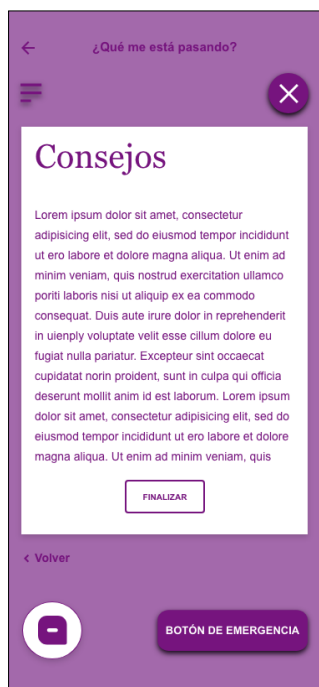 ¿Qué me está pasando?
Consejos
Lorem ipsum dolor sit amet, consectetur
adipisicing elit, sed do eiusmod tempor incididunt
ut ero labore et dolore magna aliqua. Ut enim ad
minim veniam, quis nostrud exercitation ullamco
poriti laboris nisi ut aliquip ex ea commodo
consequat. Duis aute irure dolor in reprehenderit
in uienply voluptate velit esse cillum dolore eu
fugiat nulla pariatur. Excepteur sint occaecat
cupidatat norin proident, sunt in culpa qui officia
deserunt mollit anim id est laborum. Lorem ipsum
dolor sit amet, consectetur adipisicing elit, sed do
eiusmod tempor incididunt ut ero labore et dolore
magna aliqua. Ut enim ad minim veniam, quis
FINALIZAR
Volver
BOTÓN DE EMERGENCIA